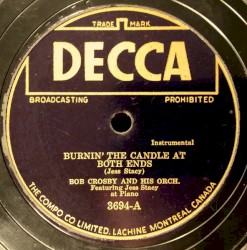 TRADE MARK
DECCA
BROADCASTING PROHIBITED
Instrumental
BURNIN' THE CANDLE AT
BOTH ENDS
(Jess Stacy)
BOB CROSBY AND HIS ORCH.
Featuring Jess Stacy
at Piano
3694-A
THE COMPO CO. LIMITED, LACHINE MONTREAL CANADA